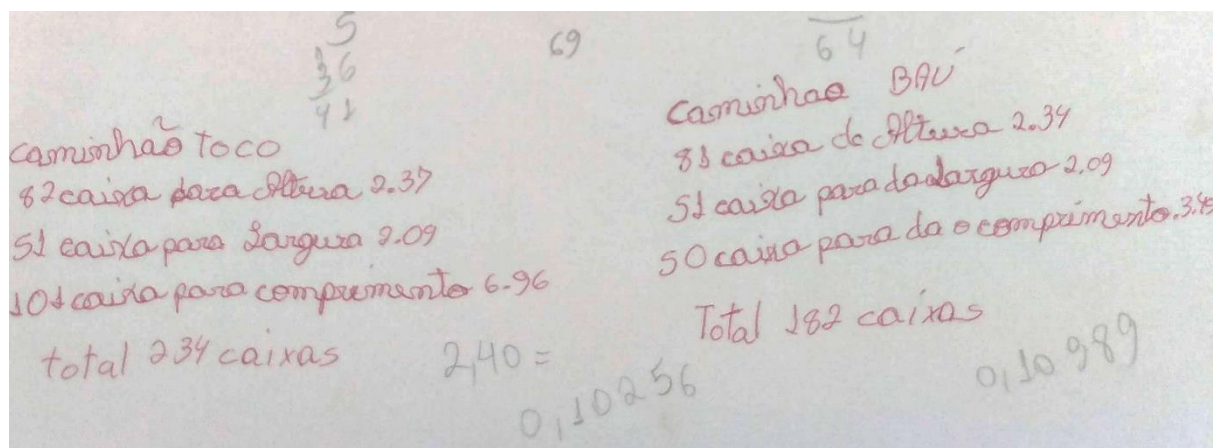 5
36
41
69
64
caminhão Toco
82 caixa para Altura 2.37
51 caixa para Largura 2.09
101 caixa para compremento 6.96
total 234 caixas
2,40 =
0,10256
caminhao BAÚ
81 caixa de Altura 2.34
51 caixa para da Largura 2,09
50 caixa para da o comprimento.
Total 182 caixas
0,10989